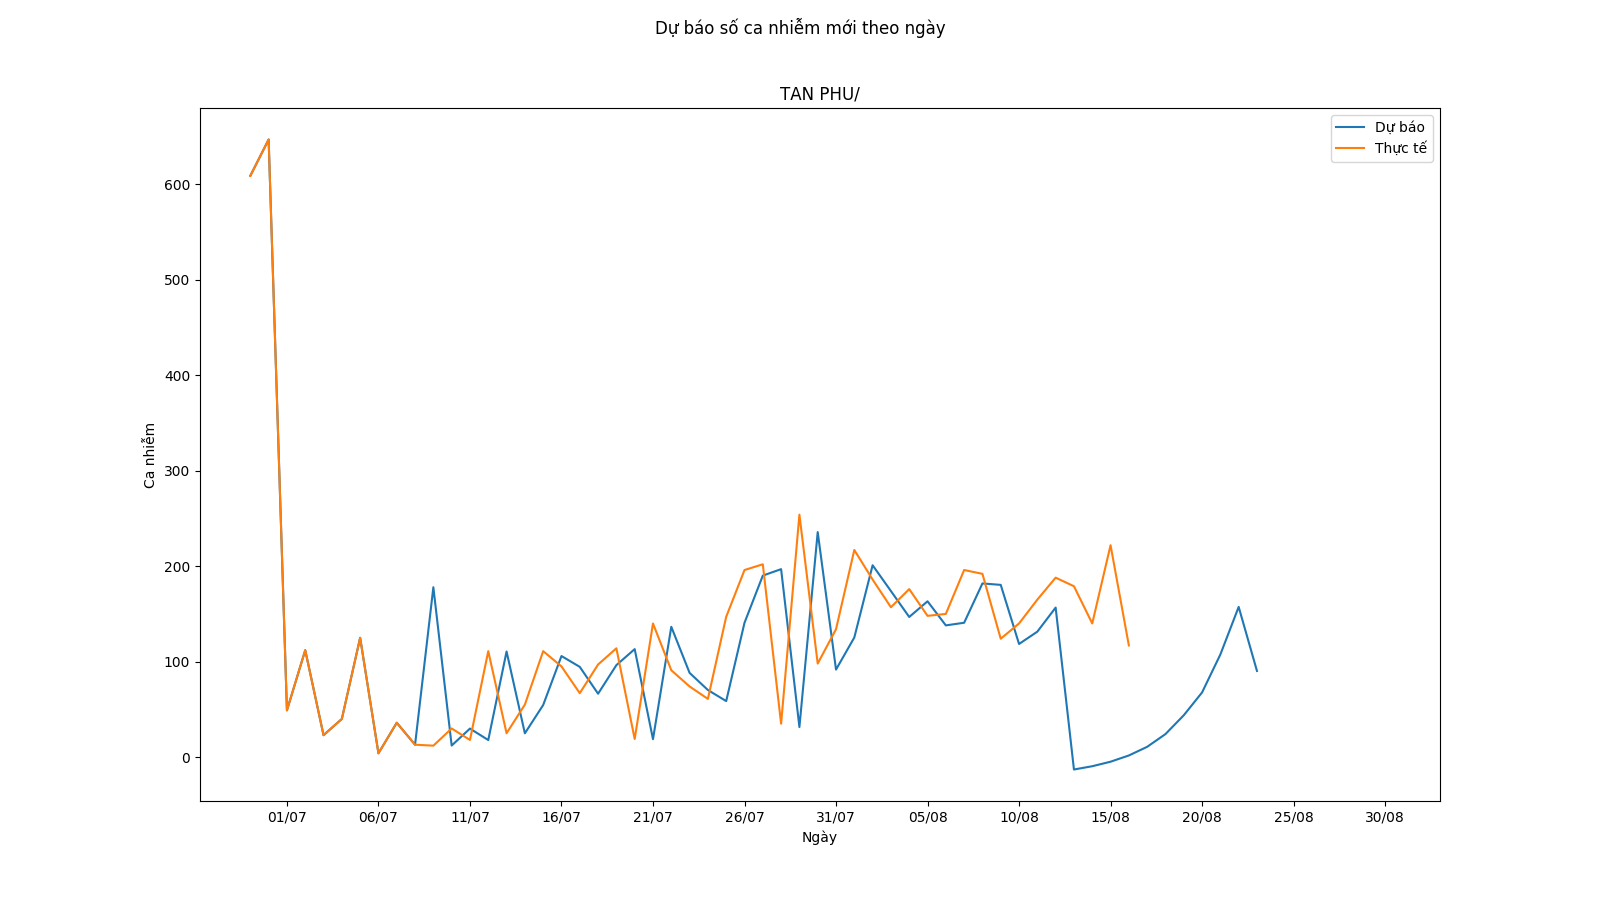 Dự báo số ca nhiễm mới theo ngày
TAN PHU/
Dự báo
Thực tế
600
500
400
300
200
100
0
Ca nhiễm
01/07 06/07 11/07 16/07 21/07 26/07 31/07 05/08 10/08 15/08 20/08 25/08 30/08
Ngày